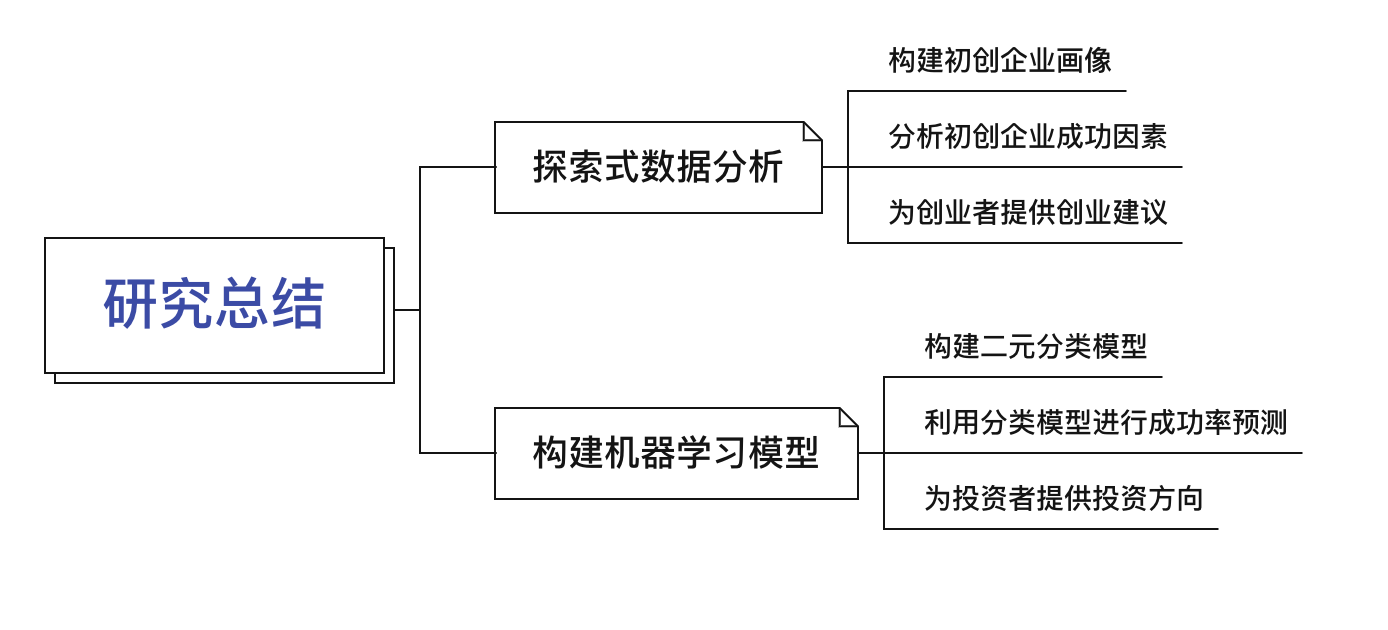 研究总结
探索式数据分析
构建初创企业画像
分析初创企业成功因素
为创业者提供创业建议
构建机器学习模型
构建二元分类模型
利用分类模型进行成功率预测
为投资者提供投资方向